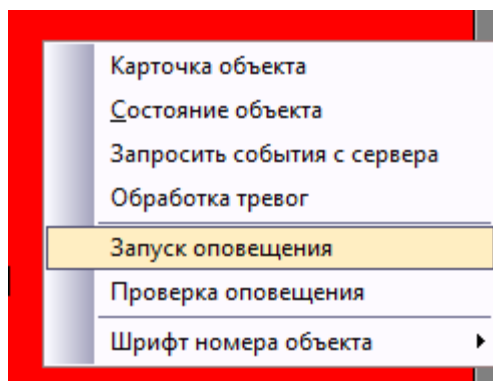 Карточка объекта
Состояние объекта
Запросить события с сервера
Обработка тревог
Запуск оповещения
Проверка оповещения
Шрифт номера объекта